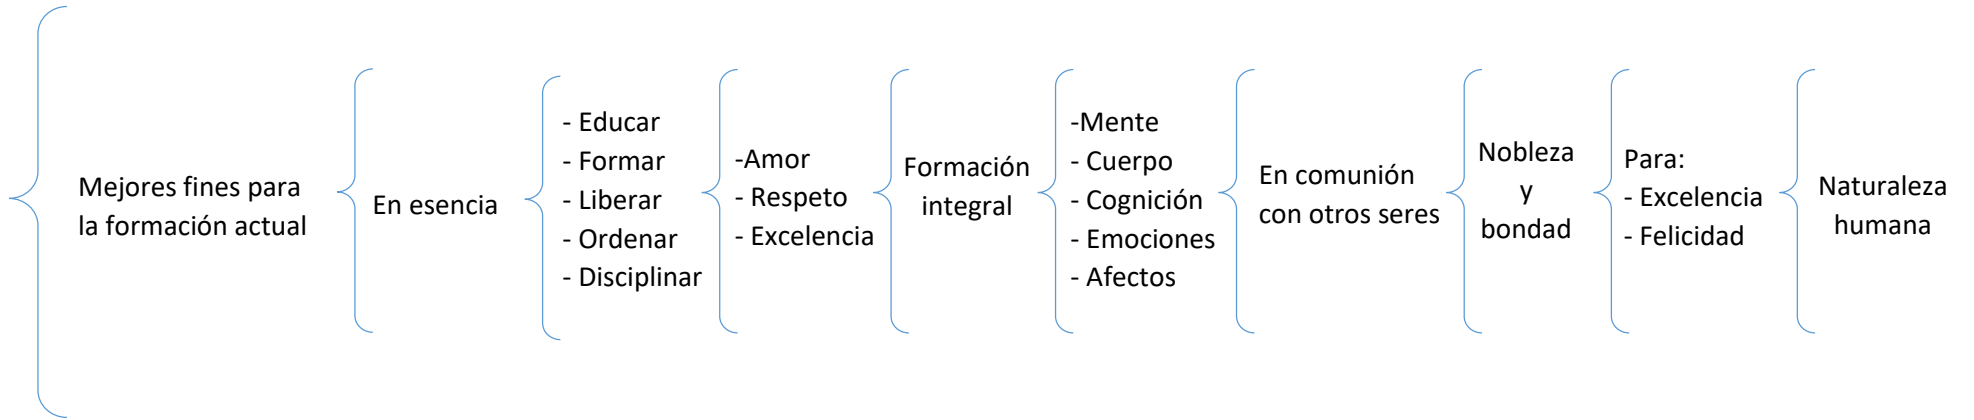 Mejores fines para
la formación actual
En esencia
- Educar
- Formar
- Liberar
- Ordenar
- Disciplinar
-Amor
- Respeto
- Excelencia
Formación
integral
-Mente
- Cuerpo
- Cognición
- Emociones
- Afectos
En comunión
con otros seres
Nobleza
y
bondad
Para:
- Excelencia
- Felicidad
Naturaleza
humana